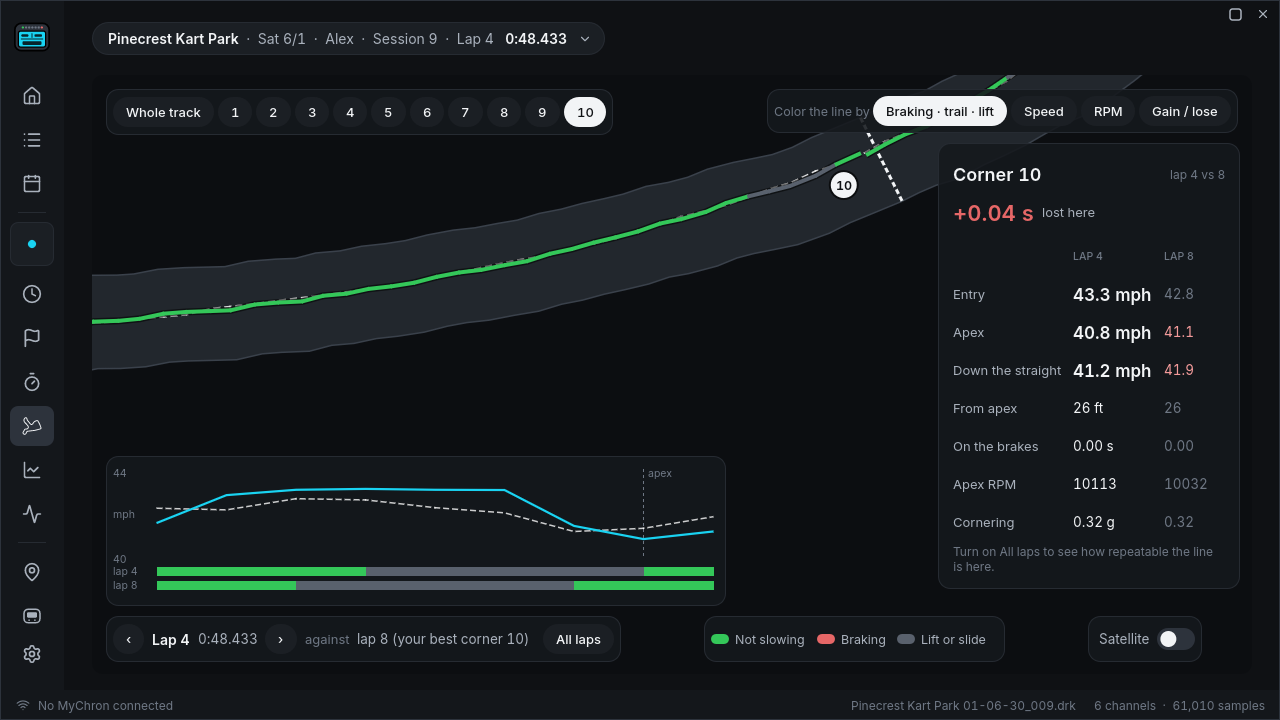 Pinecrest Kart Park · Sat 6/1 · Alex · Session 9 · Lap 4 0:48.433
Whole track 1 2 3 4 5 6 7 8 9 10
Color the line by Braking · trail · lift Speed RPM Gain / lose
10
Corner 10 lap 4 vs 8
+0.04 s lost here
LAP 4 LAP 8
Entry 43.3 mph 42.8
Apex 40.8 mph 41.1
Down the straight 41.2 mph 41.9
From apex 26 ft 26
On the brakes 0.00 s 0.00
Apex RPM 10113 10032
Cornering 0.32 g 0.32
Turn on All laps to see how repeatable the line
is here.
44
apex
mph
40
lap 4
lap 8
‹ Lap 4 0:48.433 › against lap 8 (your best corner 10) All laps
Not slowing Braking Lift or slide
Satellite
No MyChron connected
Pinecrest Kart Park 01-06-30_009.drk 6 channels · 61,010 samples